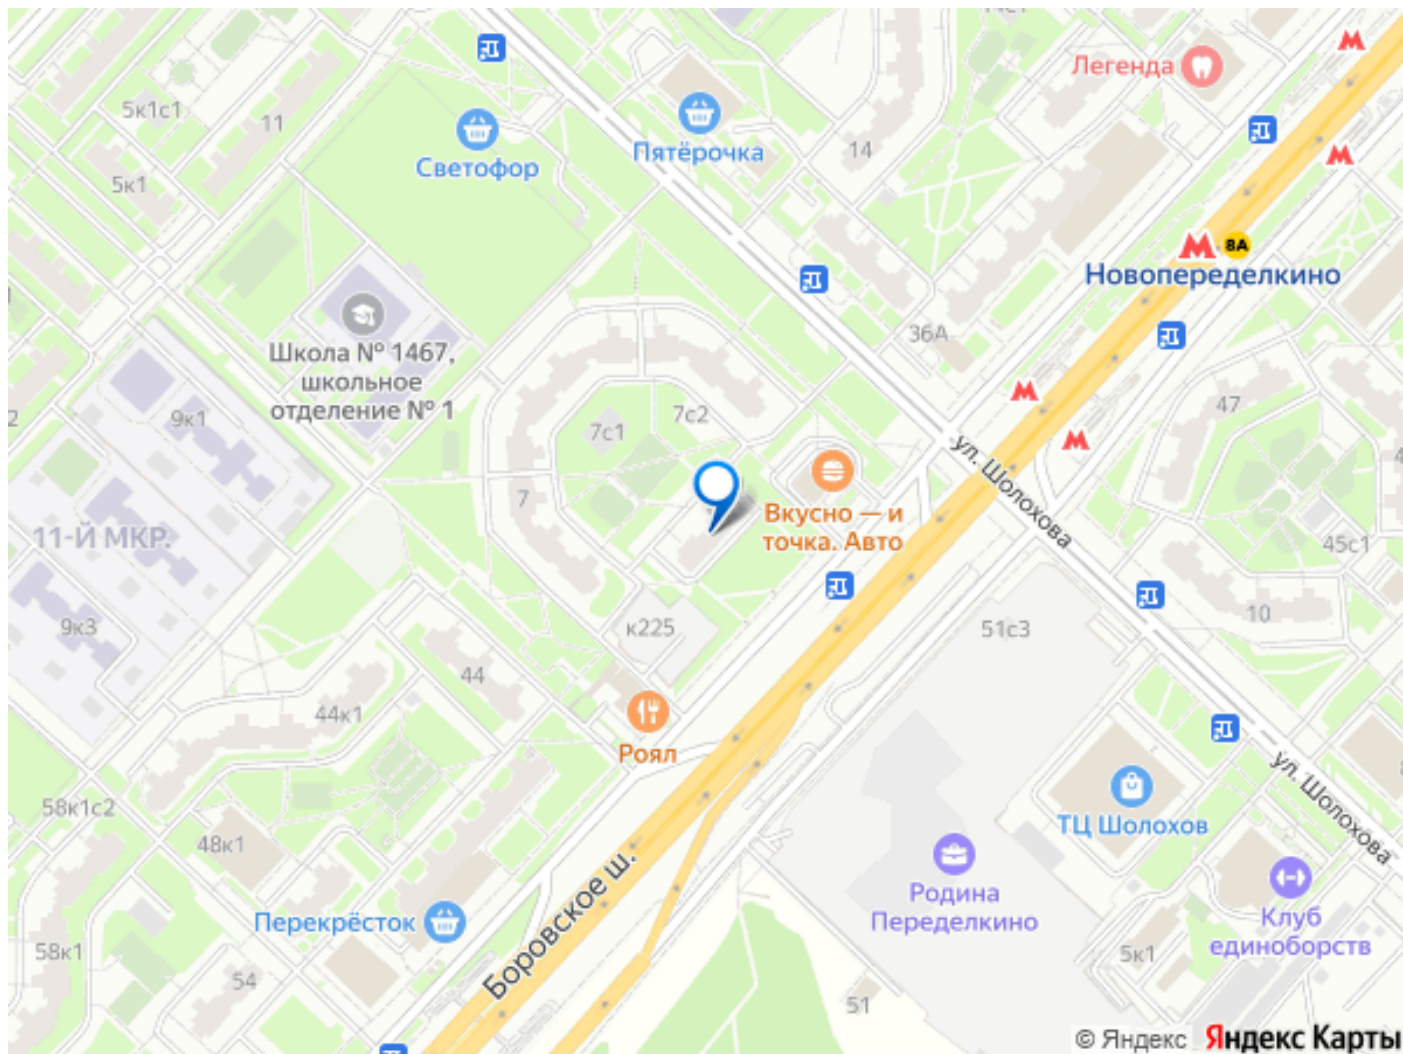 14с1
Легенда
5к1с1
11
Светофор
Пятёрочка
14
5к1
8А
Новопеределкино
Школа № 1467,
школьное
отделение № 1
36А
9к1
7с2
7с1
47
ул. Шолохова
7
Вкусно — и
точка. Авто
11-Й МКР.
45с1
9к3
к225
51с3
10
44
44к1
Роял
ул. Шолохова
58к1с2
48к1
ТЦ Шолохов
Боровское ш.
Родина
Переделкино
Клуб
единоборств
Перекрёсток
58к1
54
5к1
51
© Яндекс Яндекс Карты